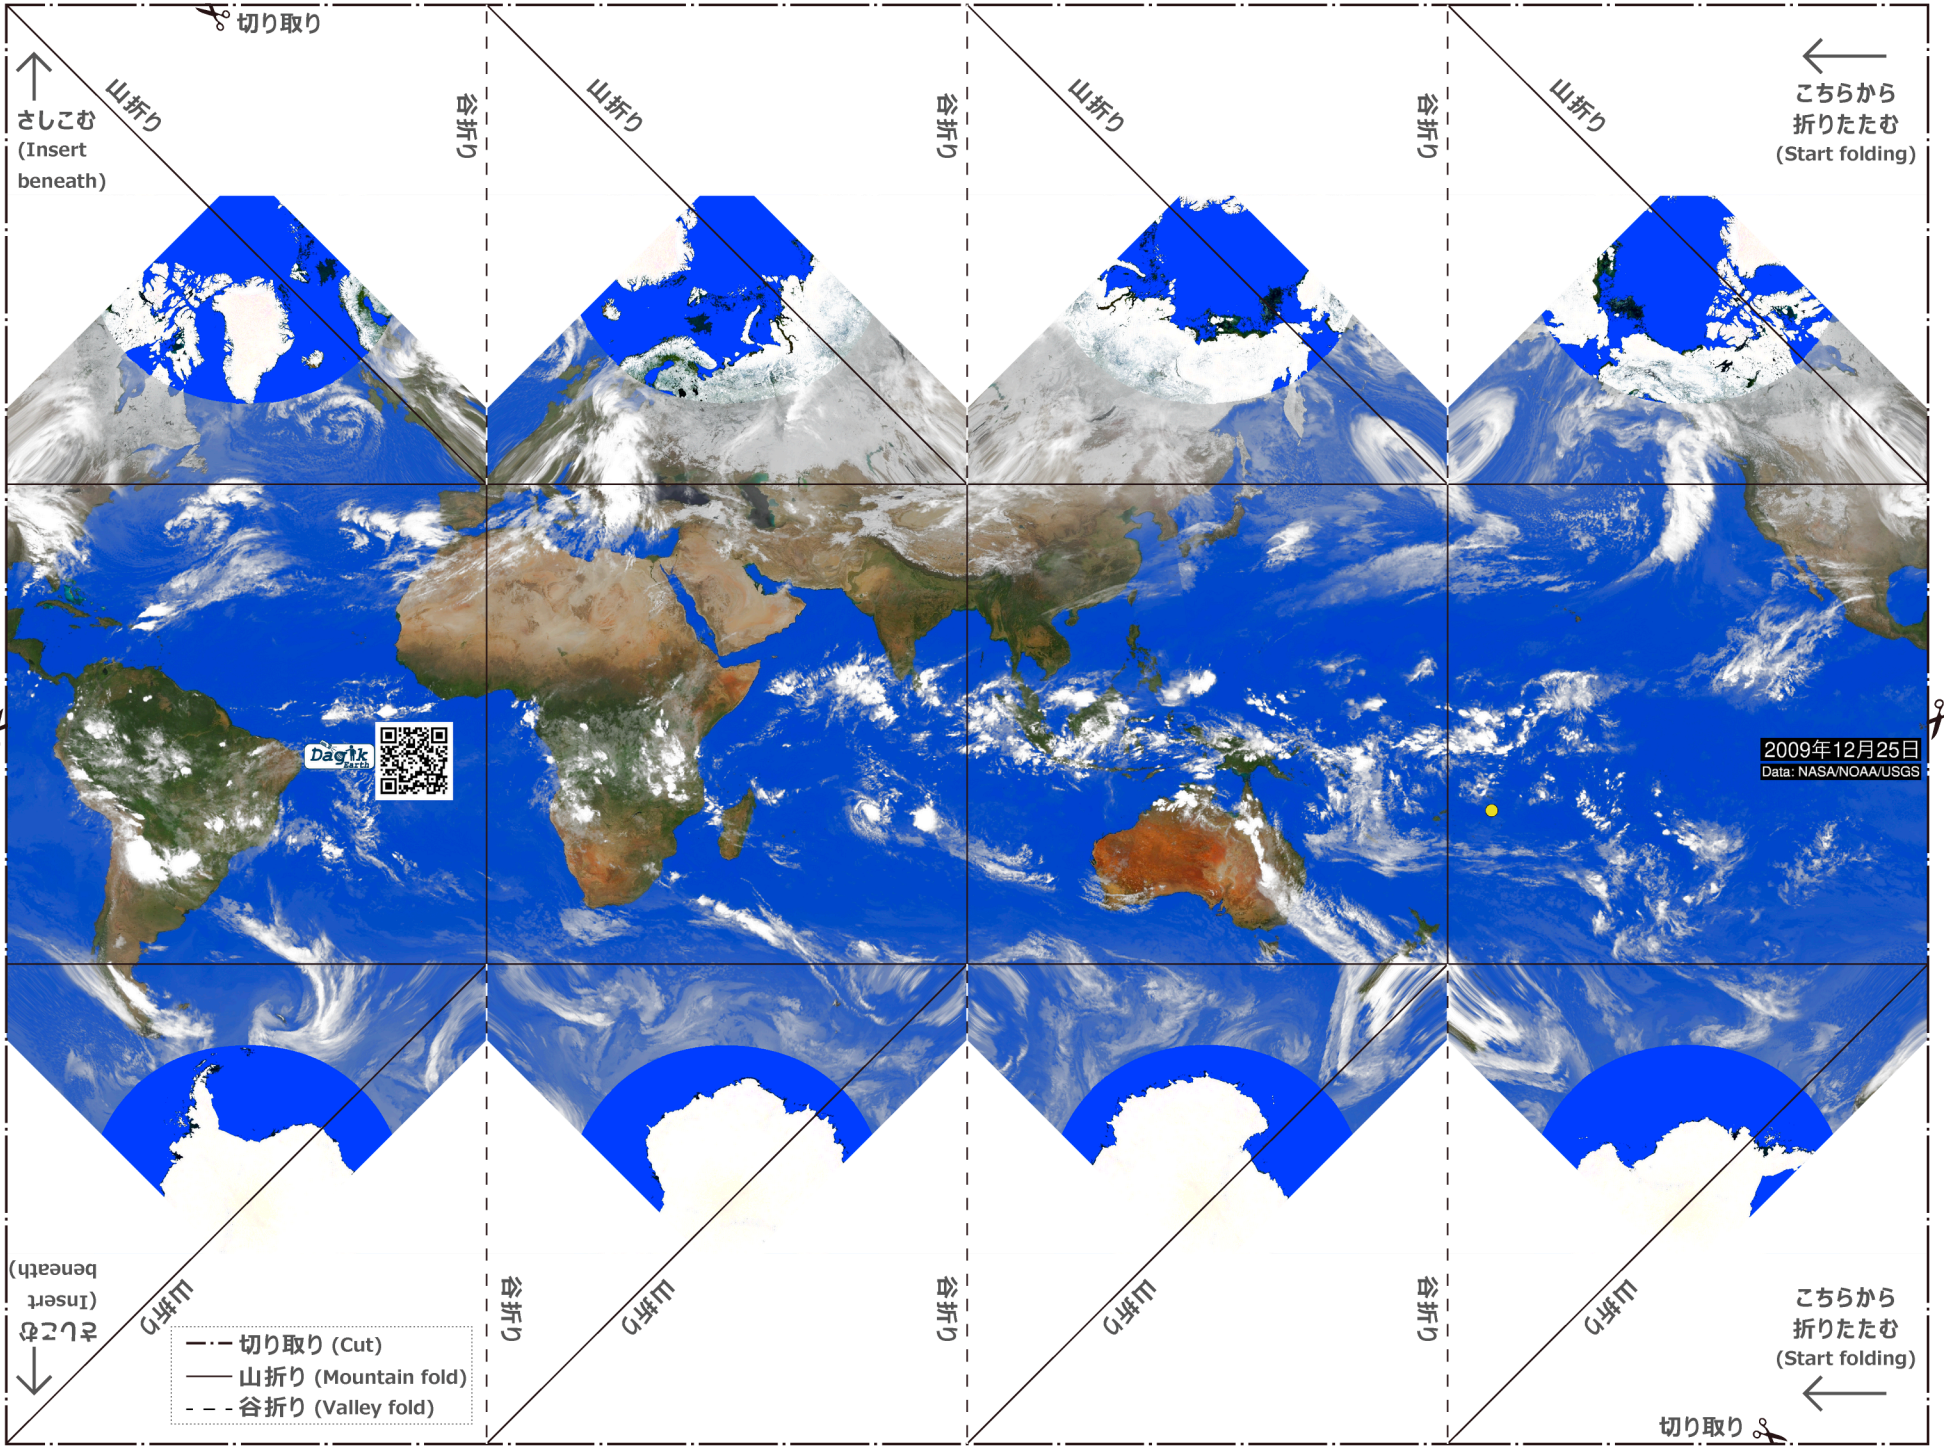 切り取り
山折り
谷折り
山折り
谷折り
山折り
谷折り
山折り
こちらから
折りたたむ
(Start folding)
さしこむ
(Insert
beneath)
Dagik
Earth
2009年12月25日
Data: NASA/NOAA/USGS
さしこむ
(Insert
beneath)
山折り
谷折り
山折り
谷折り
山折り
谷折り
山折り
こちらから
折りたたむ
(Start folding)
切り取り (Cut)
山折り (Mountain fold)
谷折り (Valley fold)
切り取り